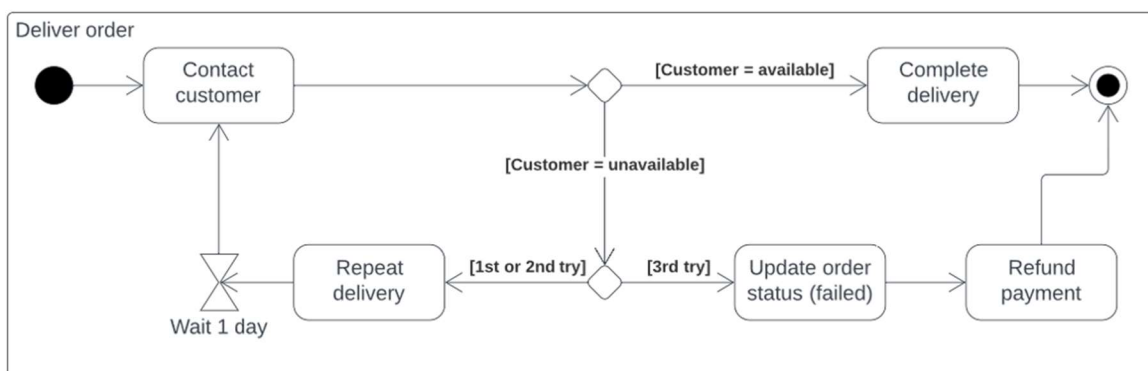 Deliver order
Contact
customer
[Customer = available]
Complete
delivery
[Customer = unavailable]
Repeat
delivery
[1st or 2nd try]
[3rd try]
Update order
status (failed)
Refund
payment
Wait 1 day